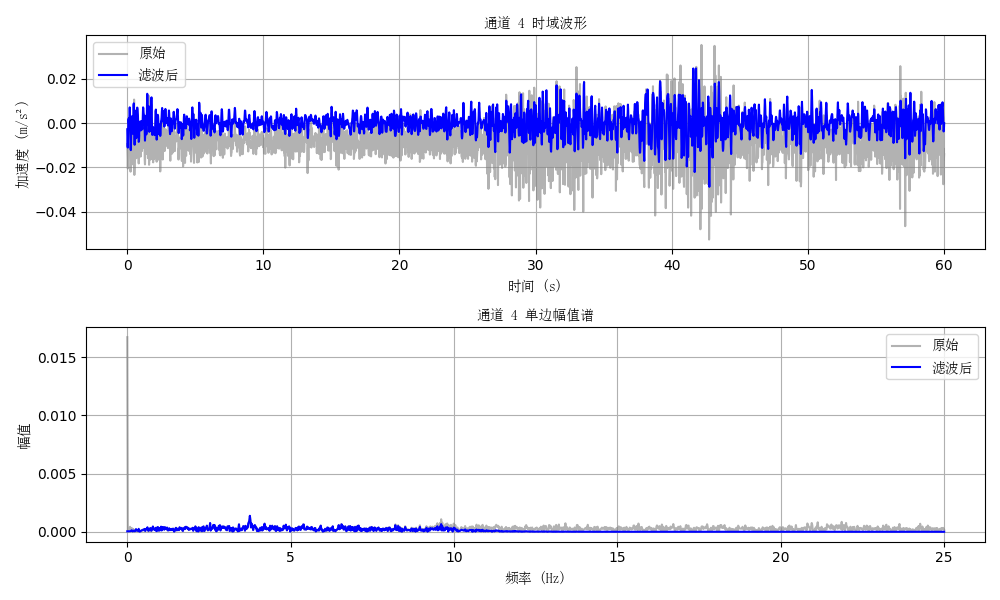 通道 4 时域波形
原始
滤波后
0.02
0.00
−0.02
−0.04
加速度 (m/s²)
0 10 20 30 40 50 60
时间 (s)
通道 4 单边幅值谱
原始
滤波后
0.015
0.010
0.005
0.000
幅值
0 5 10 15 20 25
频率 (Hz)